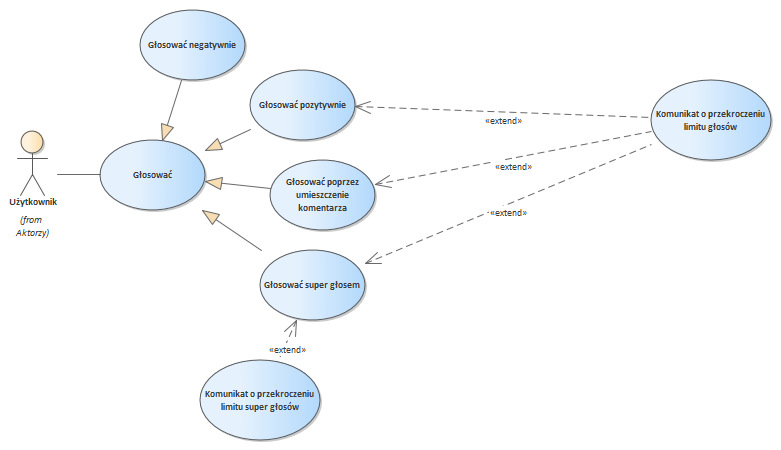 Głosować negatywnie
Głosować pozytywnie
«extend»
Komunikat o przekroczeniu
limitu głosów
Głosować
Użytkownik
(from
Aktorzy)
Głosować poprzez
umieszczenie
komentarza
«extend»
«extend»
Głosować super głosem
«extend»
Komunikat o przekroczeniu
limitu super głosów